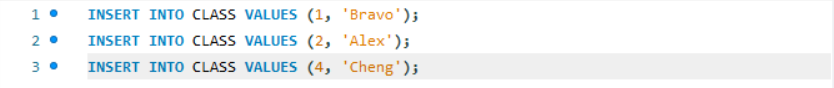 1 INSERT INTO CLASS VALUES (1, 'Bravo');
2 INSERT INTO CLASS VALUES (2, 'Alex');
3 INSERT INTO CLASS VALUES (4, 'Cheng');